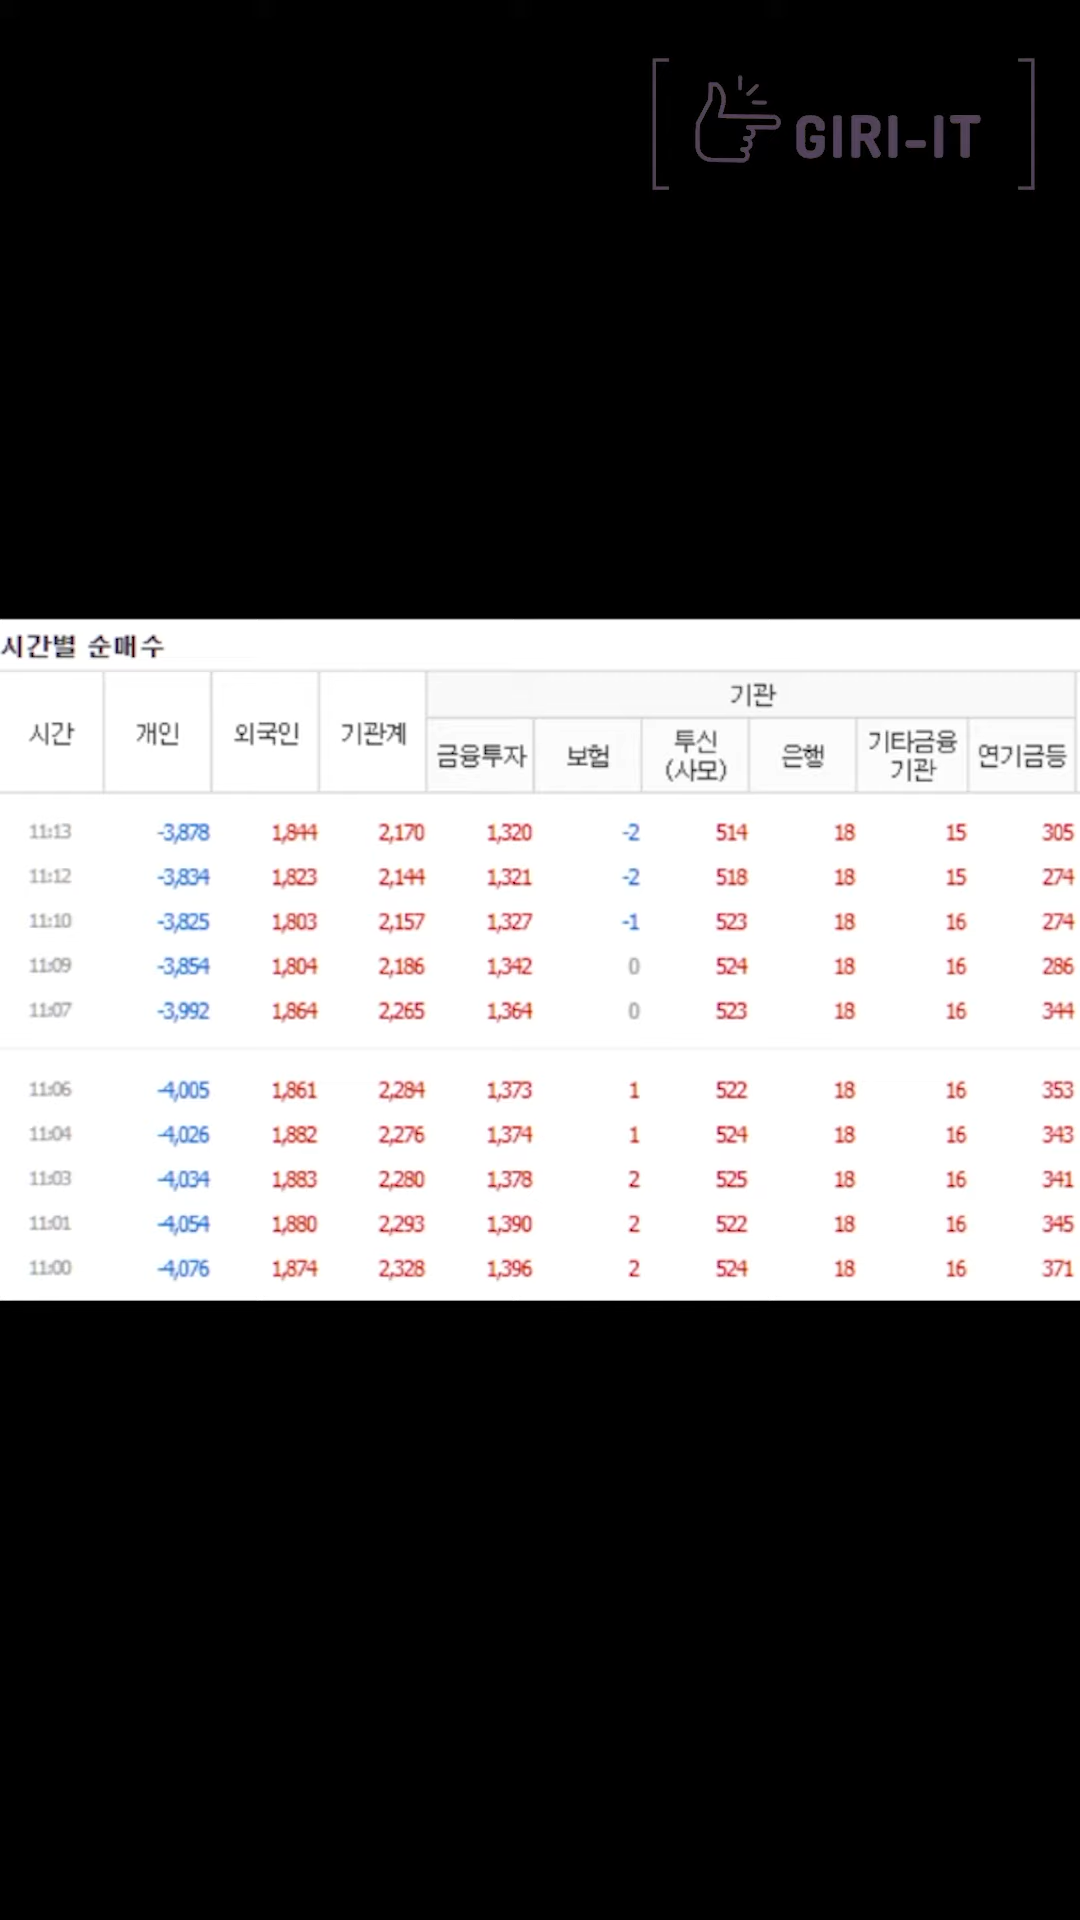 GIRI-IT
시간별 순매수
시간 개인 외국인 기관계 기관
금융투자 보험 투신 (사모) 은행 기타금융 기관 연기금등
11:13 -3,878 1,844 2,170 1,320 -2 514 18 15 305
11:12 -3,834 1,823 2,144 1,321 -2 518 18 15 274
11:10 -3,825 1,803 2,157 1,327 -1 523 18 16 274
11:09 -3,854 1,804 2,186 1,342 0 524 18 16 286
11:07 -3,992 1,864 2,265 1,364 0 523 18 16 344
11:06 -4,005 1,861 2,284 1,373 1 522 18 16 353
11:04 -4,026 1,882 2,276 1,374 1 524 18 16 343
11:03 -4,034 1,883 2,280 1,378 2 525 18 16 341
11:01 -4,054 1,880 2,293 1,390 2 522 18 16 345
11:00 -4,076 1,874 2,328 1,396 2 524 18 16 371